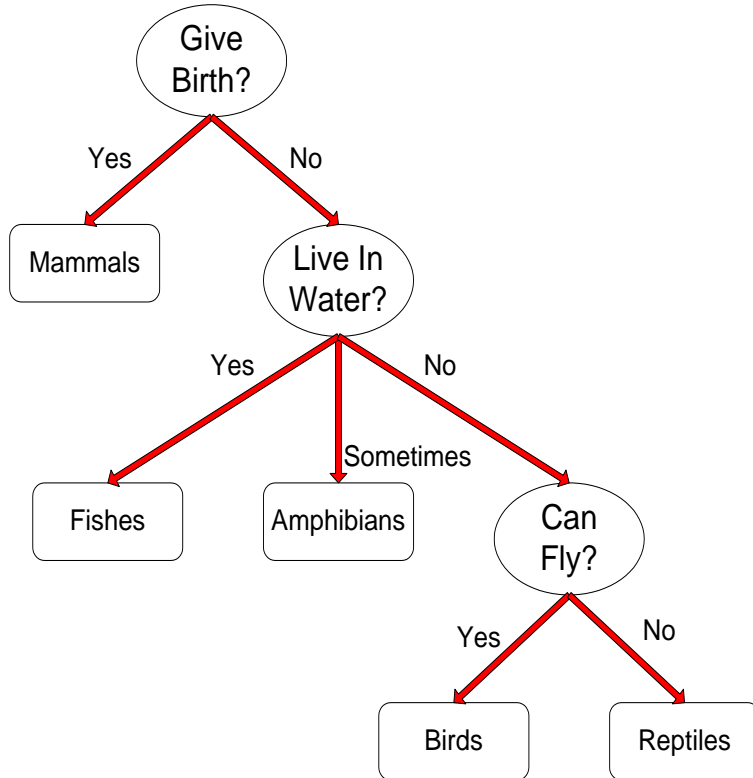 Give
Birth?
Yes
No
Mammals
Live In
Water?
Yes
No
Sometimes
Fishes
Amphibians
Can
Fly?
Yes
No
Birds
Reptiles